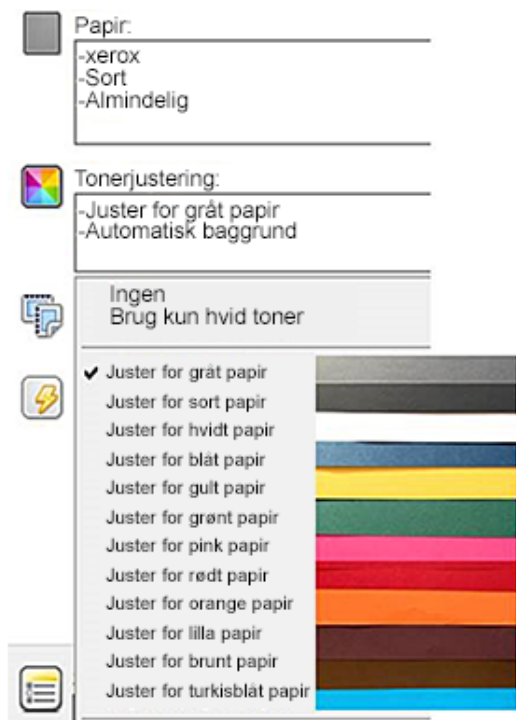 Papir:
-xerox
-Sort
-Almindelig
Tonerjustering:
-Juster for gråt papir
-Automatisk baggrund
Ingen
Brug kun hvid toner
Juster for gråt papir
Juster for sort papir
Juster for hvidt papir
Juster for blåt papir
Juster for gult papir
Juster for grønt papir
Juster for pink papir
Juster for rødt papir
Juster for orange papir
Juster for lilla papir
Juster for brunt papir
Juster for turkisblåt papir